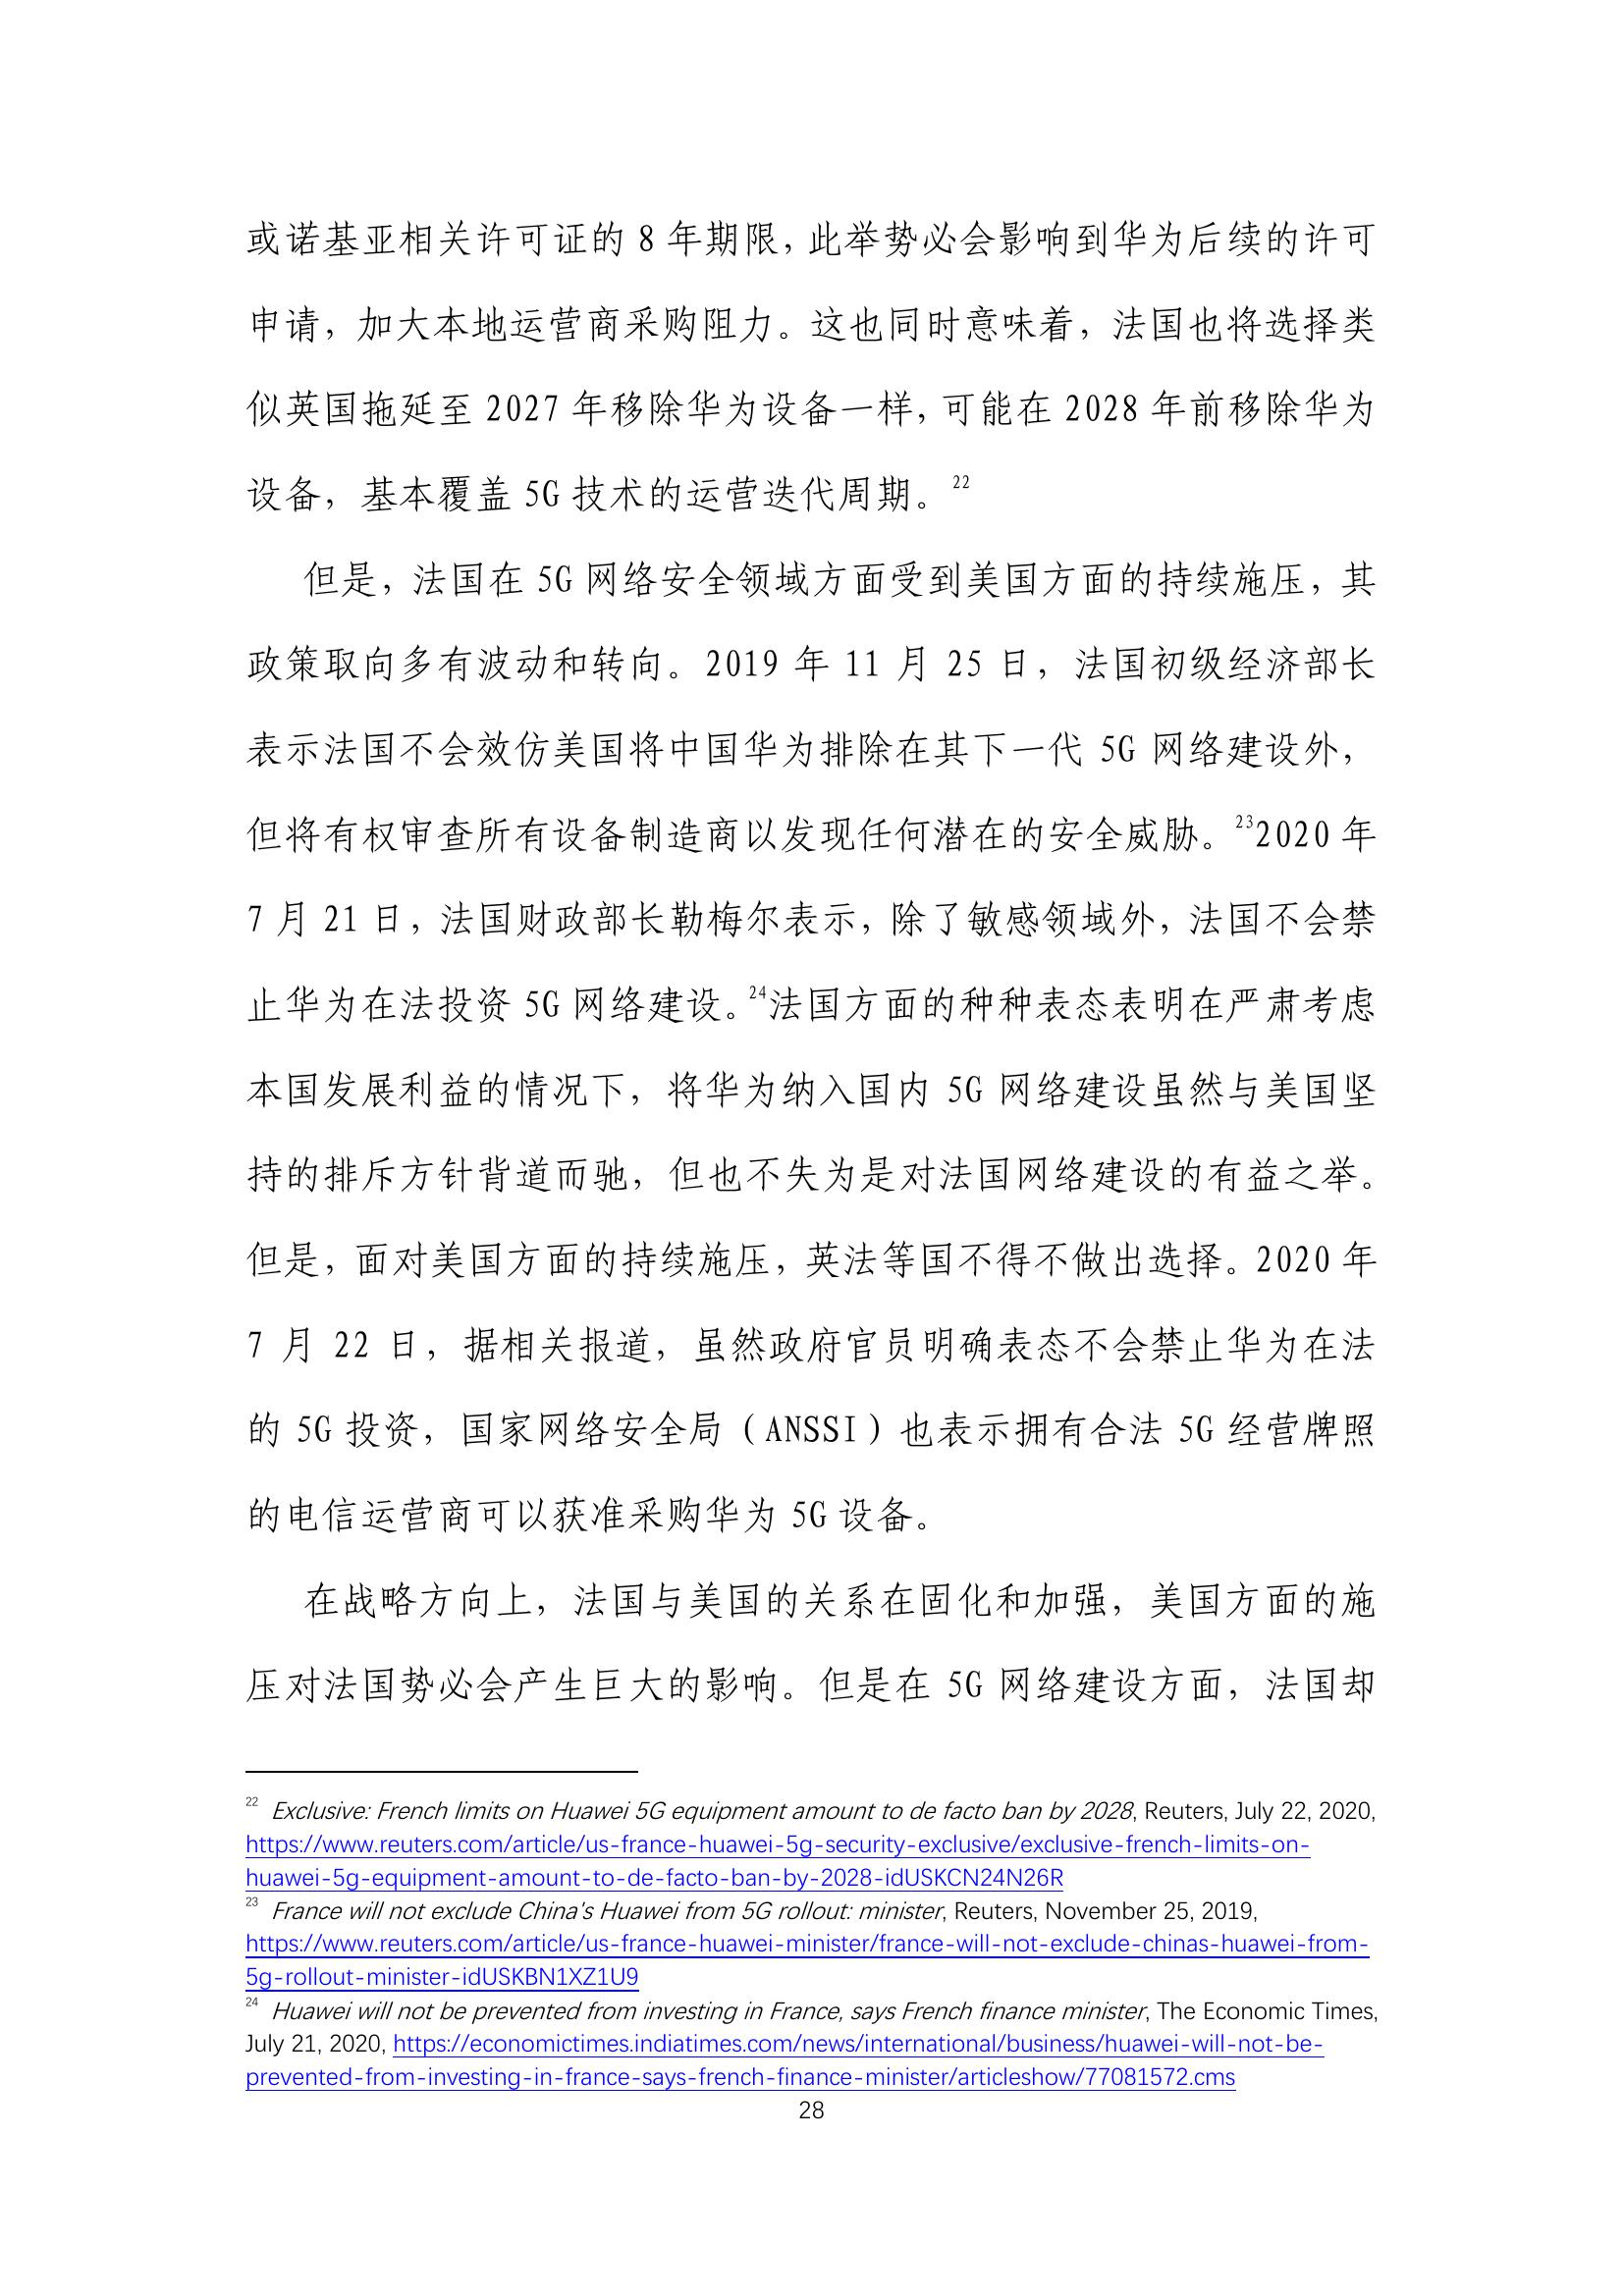 或诺基亚相关许可证的 8 年期限，此举势必会影响到华为后续的许可
申请，加大本地运营商采购阻力。这也同时意味着，法国也将选择类
似英国拖延至 2027 年移除华为设备一样，可能在 2028 年前移除华为
设备，基本覆盖 5G 技术的运营迭代周期。22
但是，法国在 5G 网络安全领域方面受到美国方面的持续施压，其
政策取向多有波动和转向。2019 年 11 月 25 日，法国初级经济部长
表示法国不会效仿美国将中国华为排除在其下一代 5G 网络建设外，
但将有权审查所有设备制造商以发现任何潜在的安全威胁。232020 年
7 月 21 日，法国财政部长勒梅尔表示，除了敏感领域外，法国不会禁
止华为在法投资 5G 网络建设。24法国方面的种种表态表明在严肃考虑
本国发展利益的情况下，将华为纳入国内 5G 网络建设虽然与美国坚
持的排斥方针背道而驰，但也不失为是对法国网络建设的有益之举。
但是，面对美国方面的持续施压，英法等国不得不做出选择。2020 年
7 月 22 日，据相关报道，虽然政府官员明确表态不会禁止华为在法
的 5G 投资，国家网络安全局（ANSSI）也表示拥有合法 5G 经营牌照
的电信运营商可以获准采购华为 5G 设备。
在战略方向上，法国与美国的关系在固化和加强，美国方面的施
压对法国势必会产生巨大的影响。但是在 5G 网络建设方面，法国却
22 Exclusive: French limits on Huawei 5G equipment amount to de facto ban by 2028, Reuters, July 22, 2020,
https://www.reuters.com/article/us-france-huawei-5g-security-exclusive/exclusive-french-limits-on-
huawei-5g-equipment-amount-to-de-facto-ban-by-2028-idUSKCN24N26R
23 France will not exclude China's Huawei from 5G rollout: minister, Reuters, November 25, 2019,
https://www.reuters.com/article/us-france-huawei-minister/france-will-not-exclude-chinas-huawei-from-
5g-rollout-minister-idUSKBN1XZ1U9
24 Huawei will not be prevented from investing in France, says French finance minister, The Economic Times,
July 21, 2020, https://economictimes.indiatimes.com/news/international/business/huawei-will-not-be-
prevented-from-investing-in-france-says-french-finance-minister/articleshow/77081572.cms
28